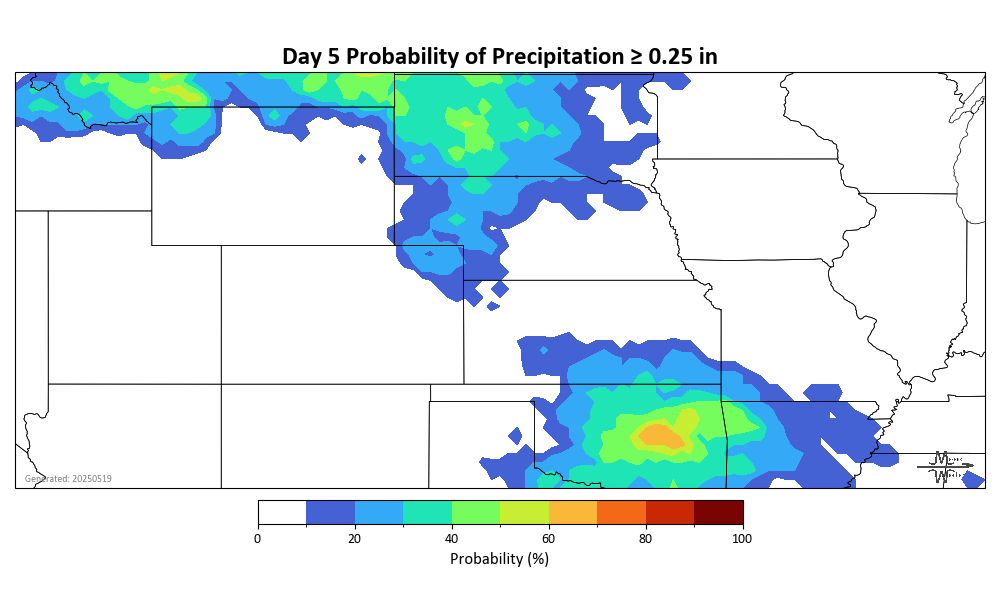 Day 5 Probability of Precipitation ≥ 0.25 in
Generated: 20250519
0 20 40 60 80 100
Probability (%)